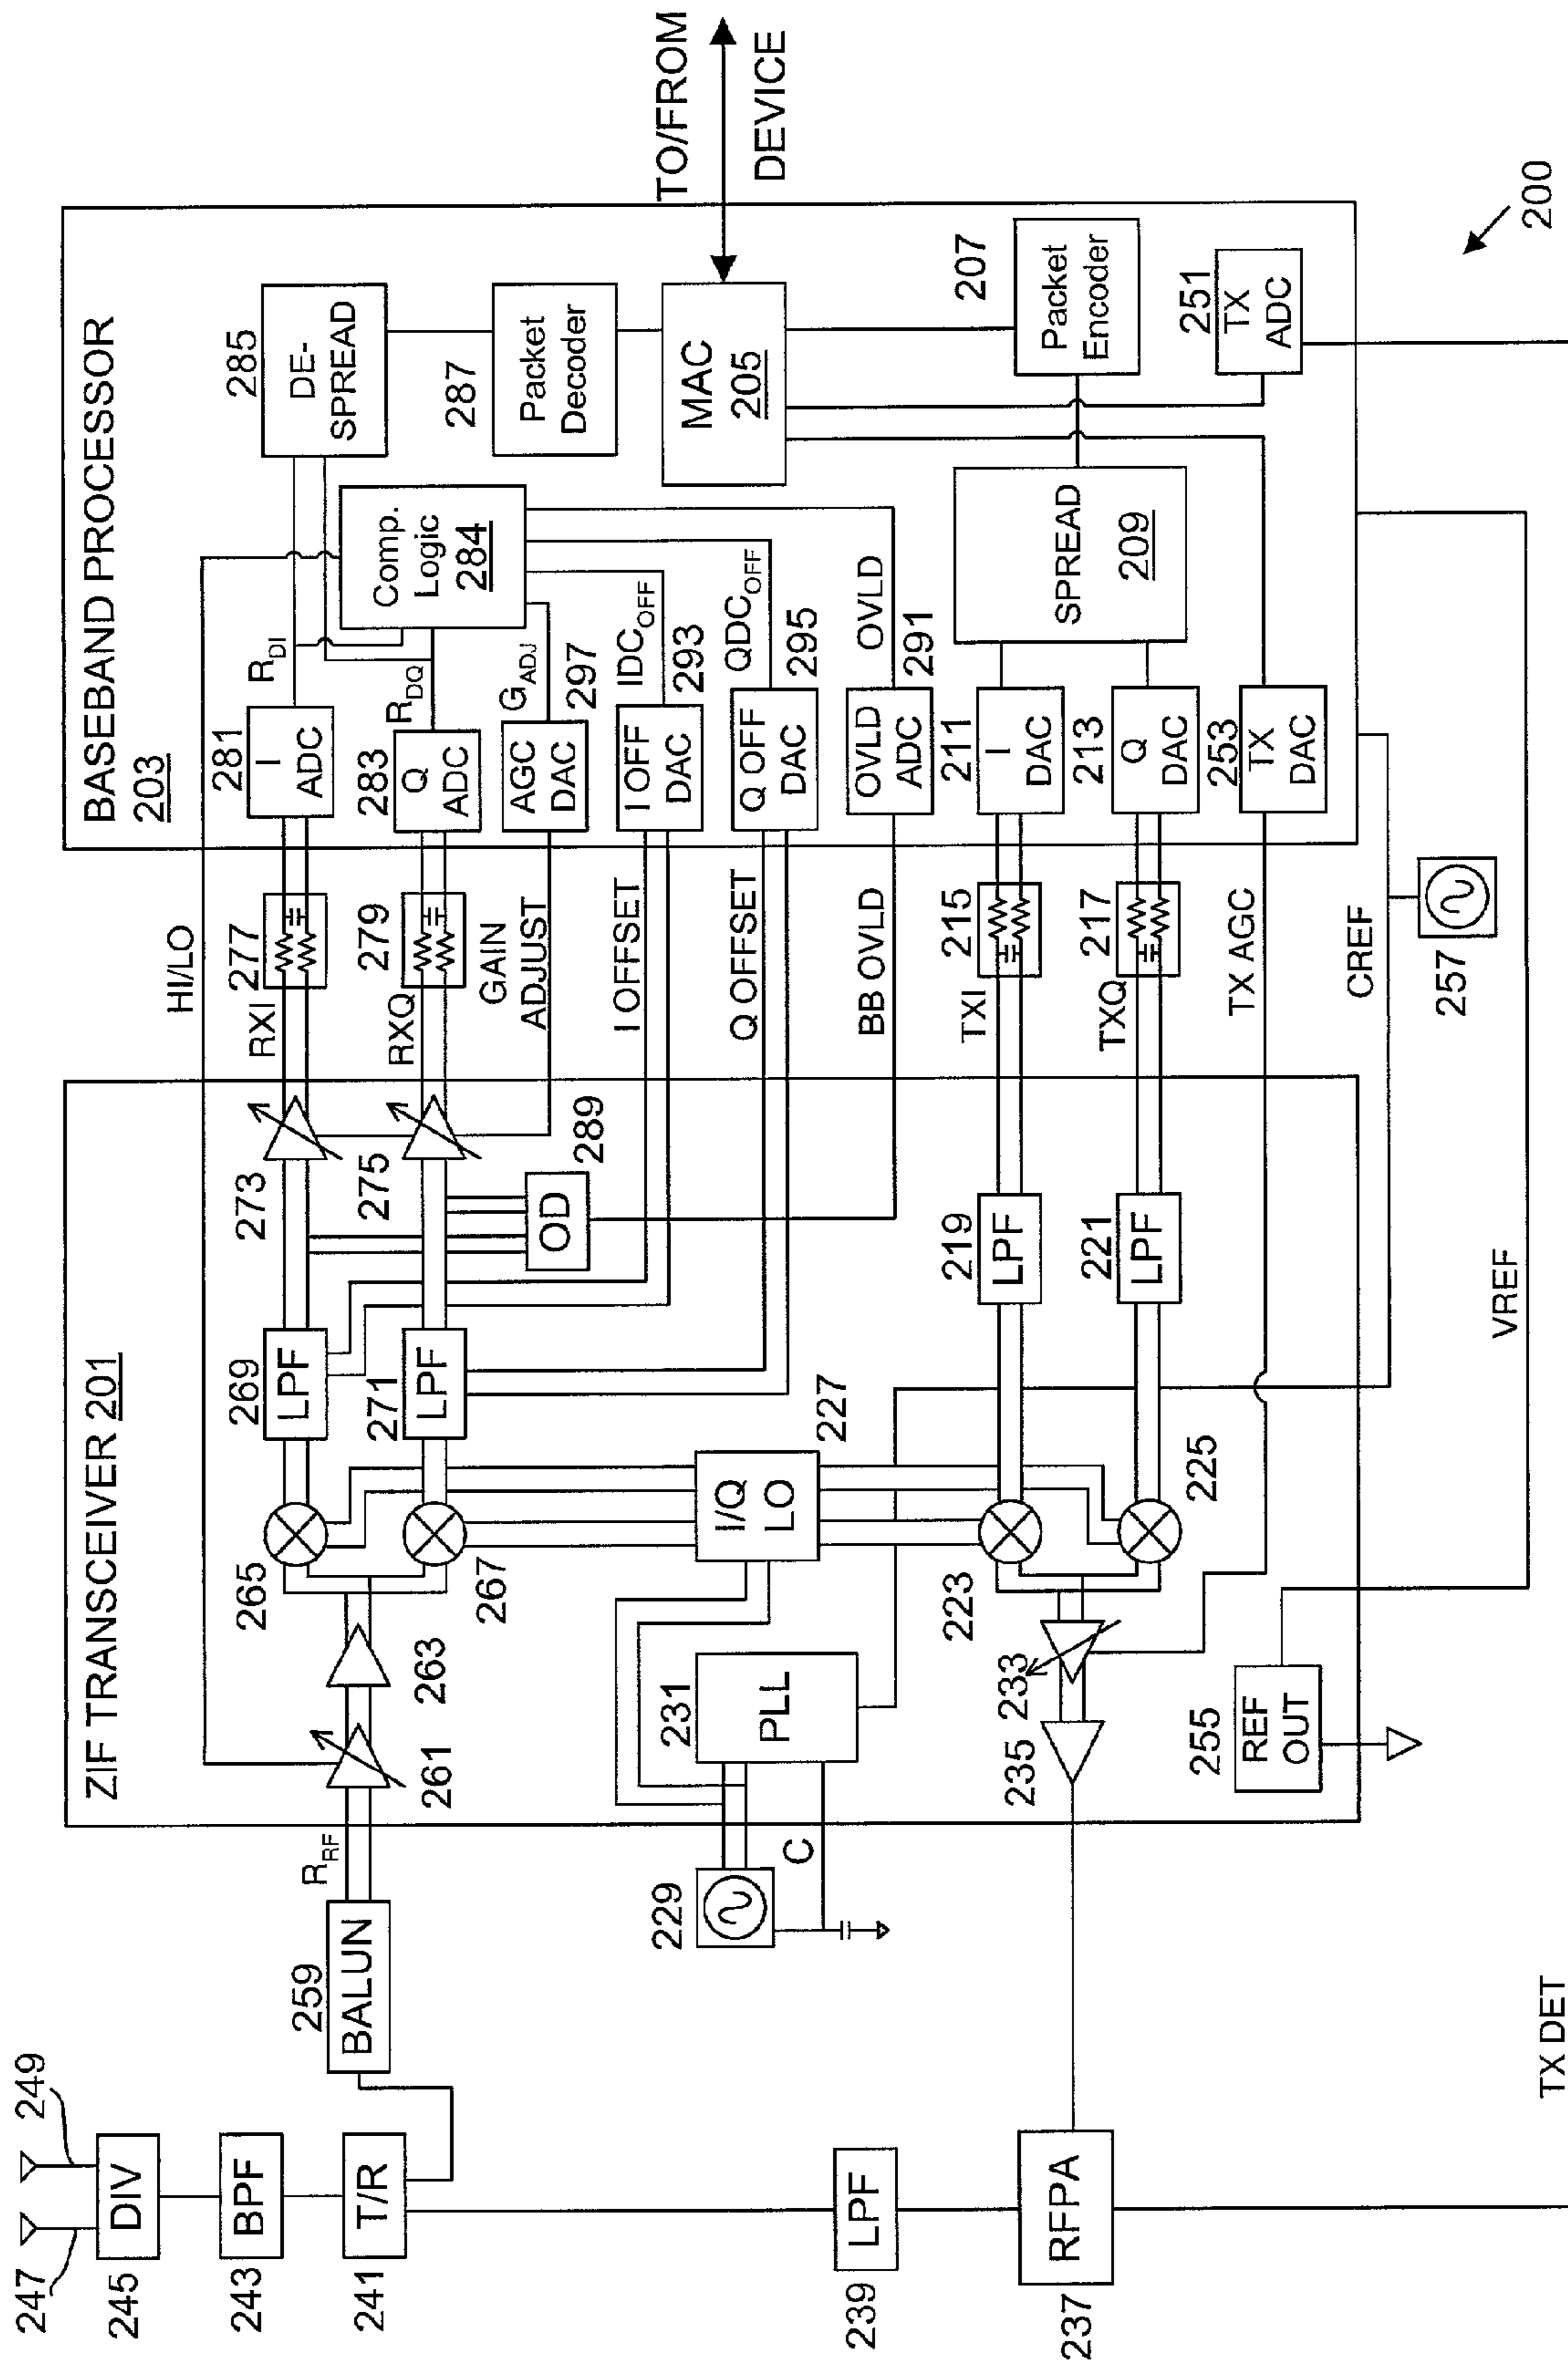 247
249
245
DIV
243
BPF
241
T/R
259
BALUN
R_RF
239
LPF
237
RFPA
TX DET
229
C
ZIF TRANSCEIVER 201
261
263
265
267
269
LPF
271
LPF
273
275
OD
289
231
PLL
I/Q
LO
227
223
225
233
235
219
LPF
221
LPF
255
REF
OUT
HI/LO
RXI
277
RXQ
279
GAIN
ADJUST
I OFFSET
Q OFFSET
BB OVLD
TXI
215
TXQ
217
TX AGC
CREF
257
VREF
BASEBAND PROCESSOR
203
281
I
ADC
R_DI
283
Q
ADC
R_DQ
AGC
DAC
G_ADJ
297
I OFF
DAC
IDC_OFF
293
Q OFF
DAC
QDC_OFF
295
OVLD
ADC
OVLD
291
211
I
DAC
213
Q
DAC
253
TX
DAC
Comp.
Logic
284
285
DE-
SPREAD
287
Packet
Decoder
MAC
205
SPREAD
209
207
Packet
Encoder
251
TX
ADC
TO/FROM
DEVICE
200